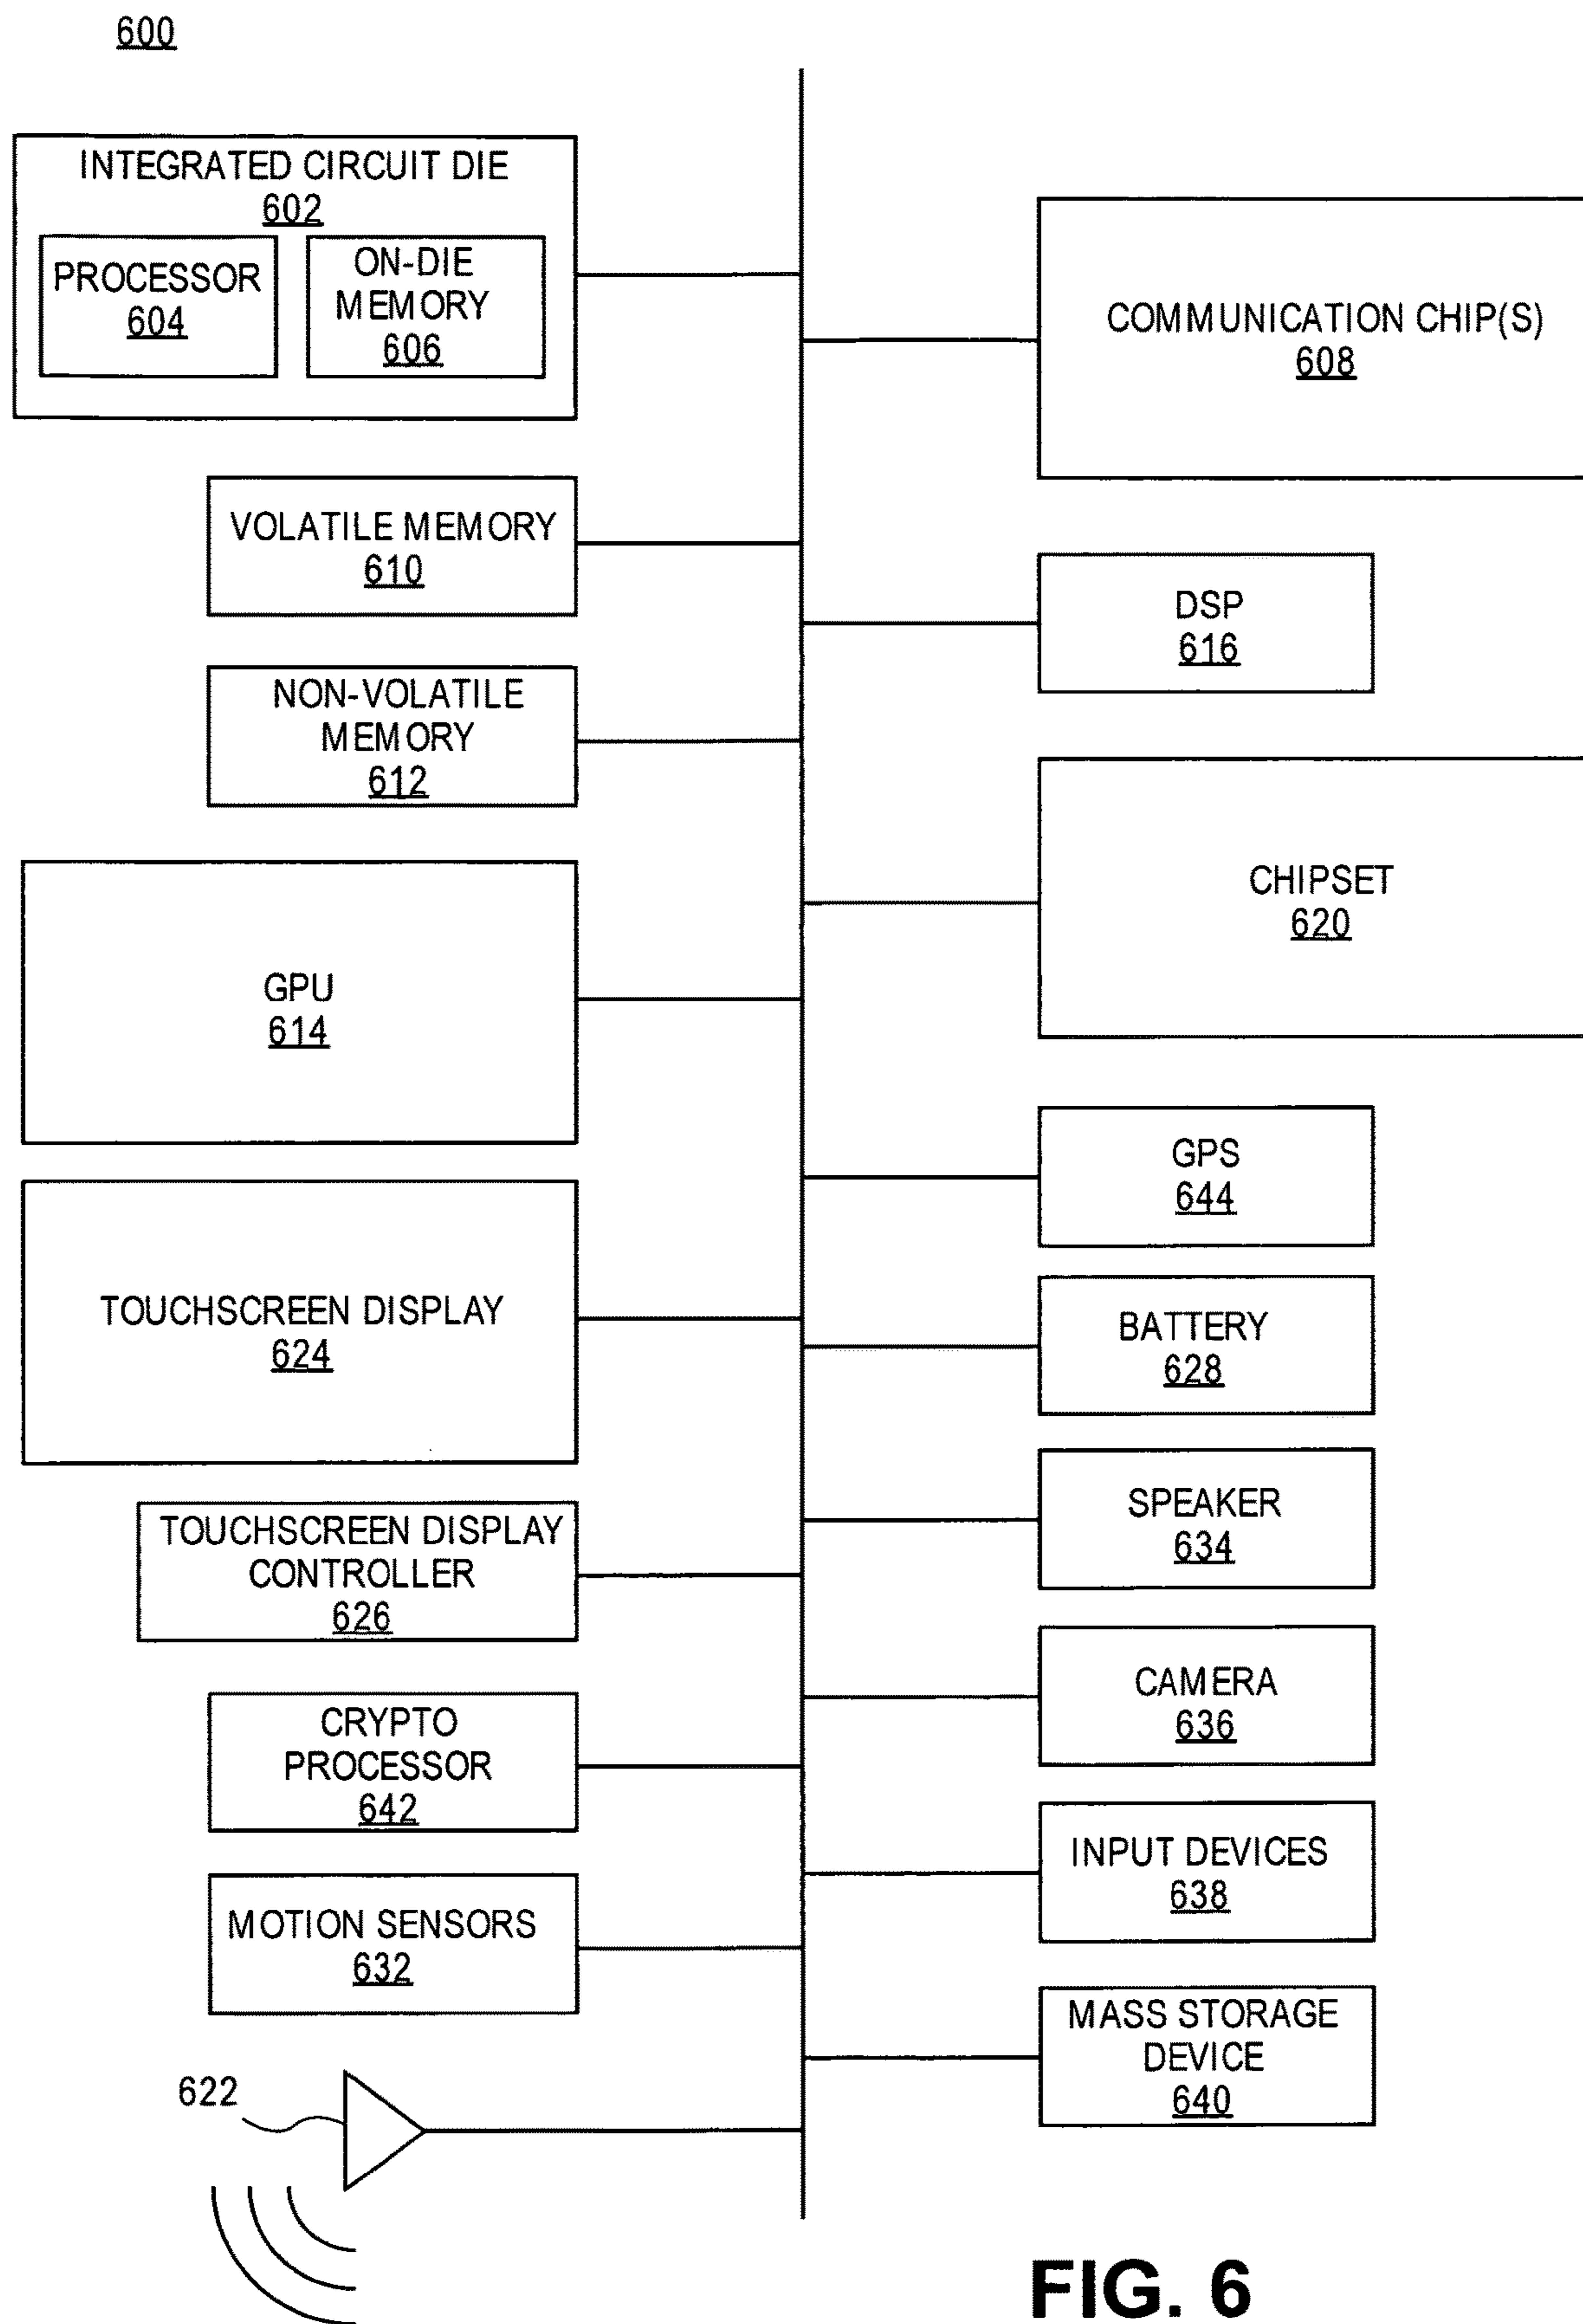 600
INTEGRATED CIRCUIT DIE
602
PROCESSOR
604
ON-DIE
MEMORY
606
COMMUNICATION CHIP(S)
608
VOLATILE MEMORY
610
DSP
616
NON-VOLATILE
MEMORY
612
CHIPSET
620
GPU
614
GPS
644
TOUCHSCREEN DISPLAY
624
BATTERY
628
TOUCHSCREEN DISPLAY
CONTROLLER
626
SPEAKER
634
CRYPTO
PROCESSOR
642
CAMERA
636
MOTION SENSORS
632
INPUT DEVICES
638
MASS STORAGE
DEVICE
640
622
FIG. 6